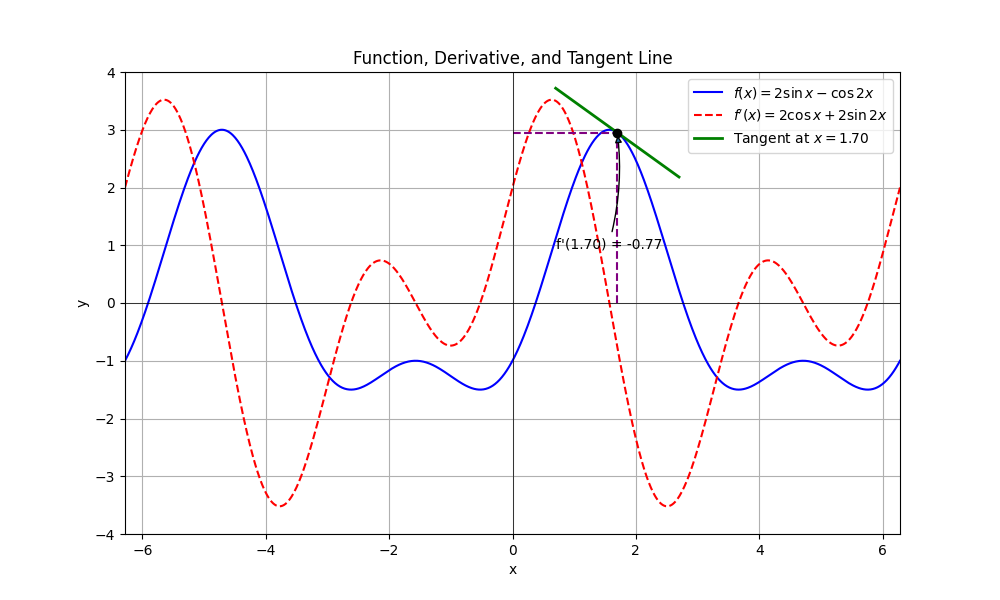 Function, Derivative, and Tangent Line
f(x) = 2sin x − cos 2x
f′(x) = 2cos x + 2sin 2x
Tangent at x = 1.70
f'(1.70) = -0.77
y
4
3
2
1
0
−1
−2
−3
−4
−6
−4
−2
0
2
4
6
x